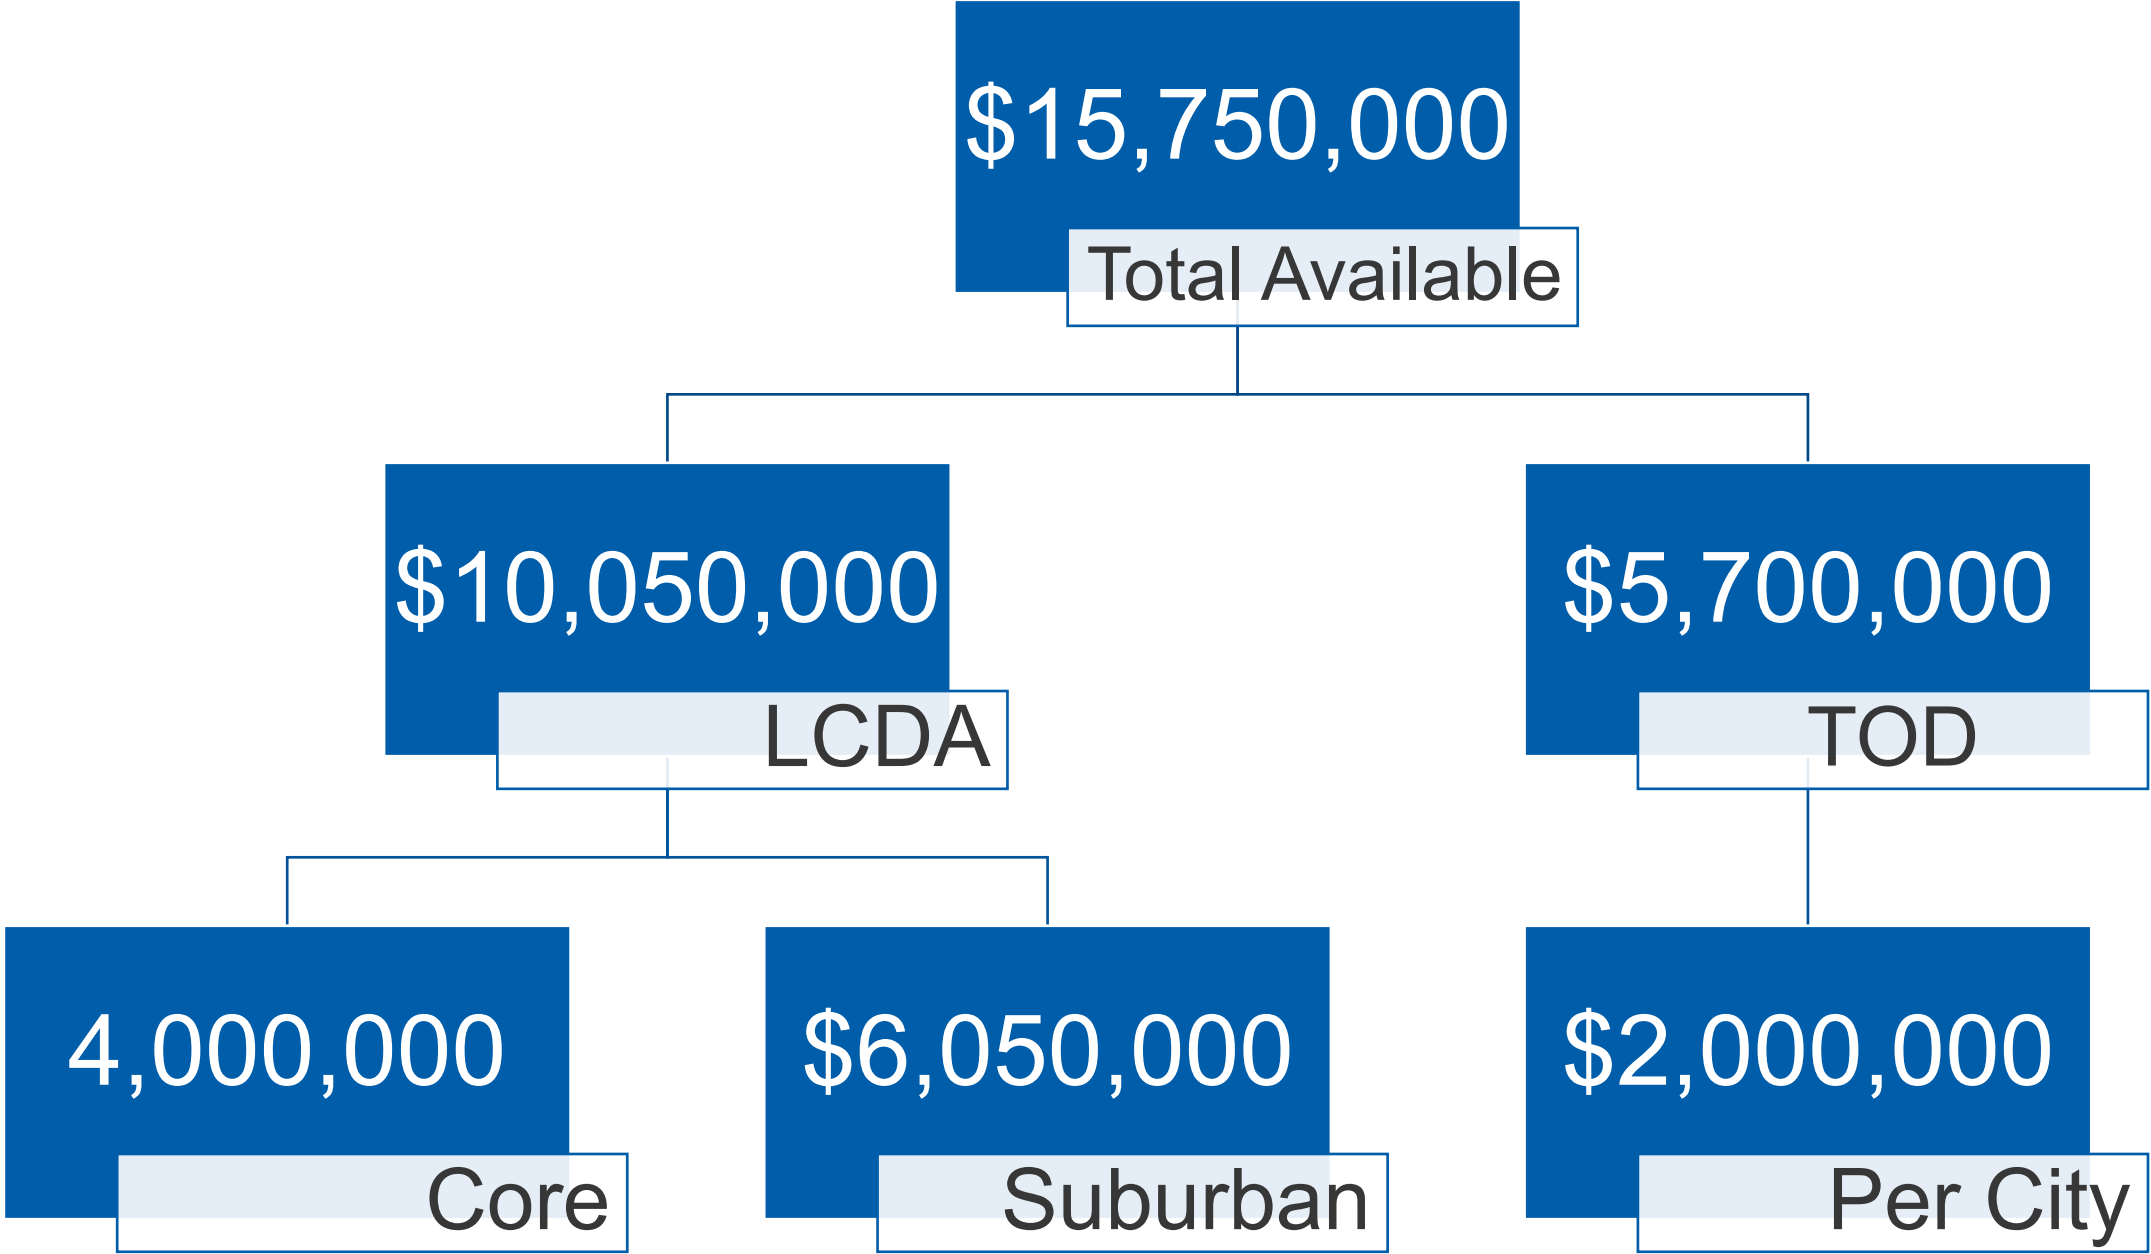 $15,750,000
Total Available
$10,050,000
LCDA
$5,700,000
TOD
4,000,000
Core
$6,050,000
Suburban
$2,000,000
Per City